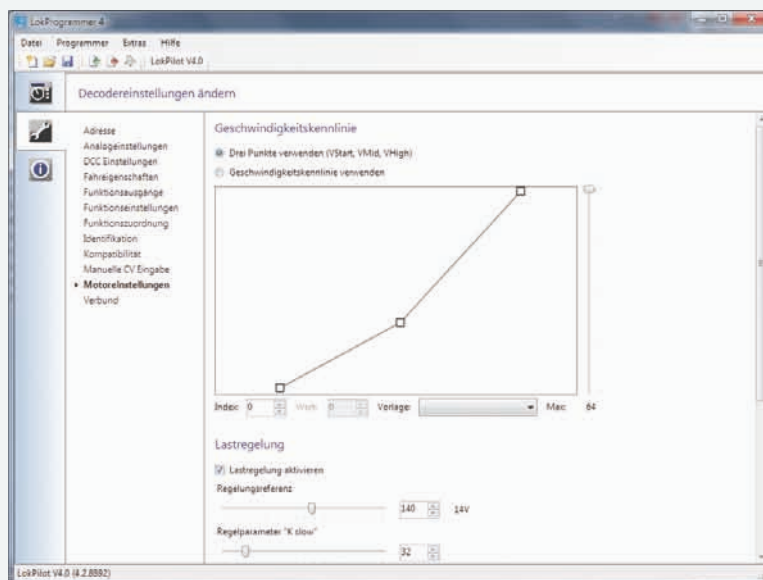 LokProgrammer 4
Datei Programmer Extras Hilfe
LokPilot V4.0
Decodereinstellungen ändern
Adresse
Analogeinstellungen
DCC Einstellungen
Fahreigenschaften
Funktionsausgänge
Funktionseinstellungen
Funktionszuordnung
Identifikation
Kompatibilität
Manuelle CV Eingabe
Motoreinstellungen
Verbund
Geschwindigkeitskennlinie
Drei Punkte verwenden (VStart, VMid, VHigh)
Geschwindigkeitskennlinie verwenden
Index: 0 Wert: 0 Vorlage: Max: 64
Lastregelung
Lastregelung aktivieren
Regelungsreferenz
140 14V
Regelparameter "K slow"
32
LokPilot V4.0 (4.2.8592)